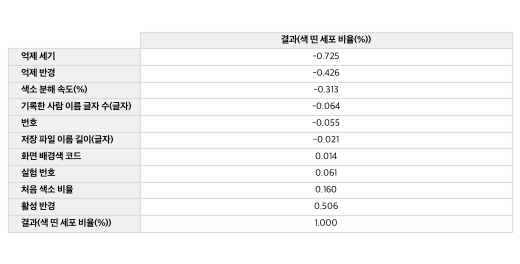 결과(색 띤 세포 비율(%))
억제 세기 -0.725
억제 반경 -0.426
색소 분해 속도(%) -0.313
기록한 사람 이름 글자 수(글자) -0.064
번호 -0.055
저장 파일 이름 길이(글자) -0.021
화면 배경색 코드 0.014
실험 번호 0.061
처음 색소 비율 0.160
활성 반경 0.506
결과(색 띤 세포 비율(%)) 1.000